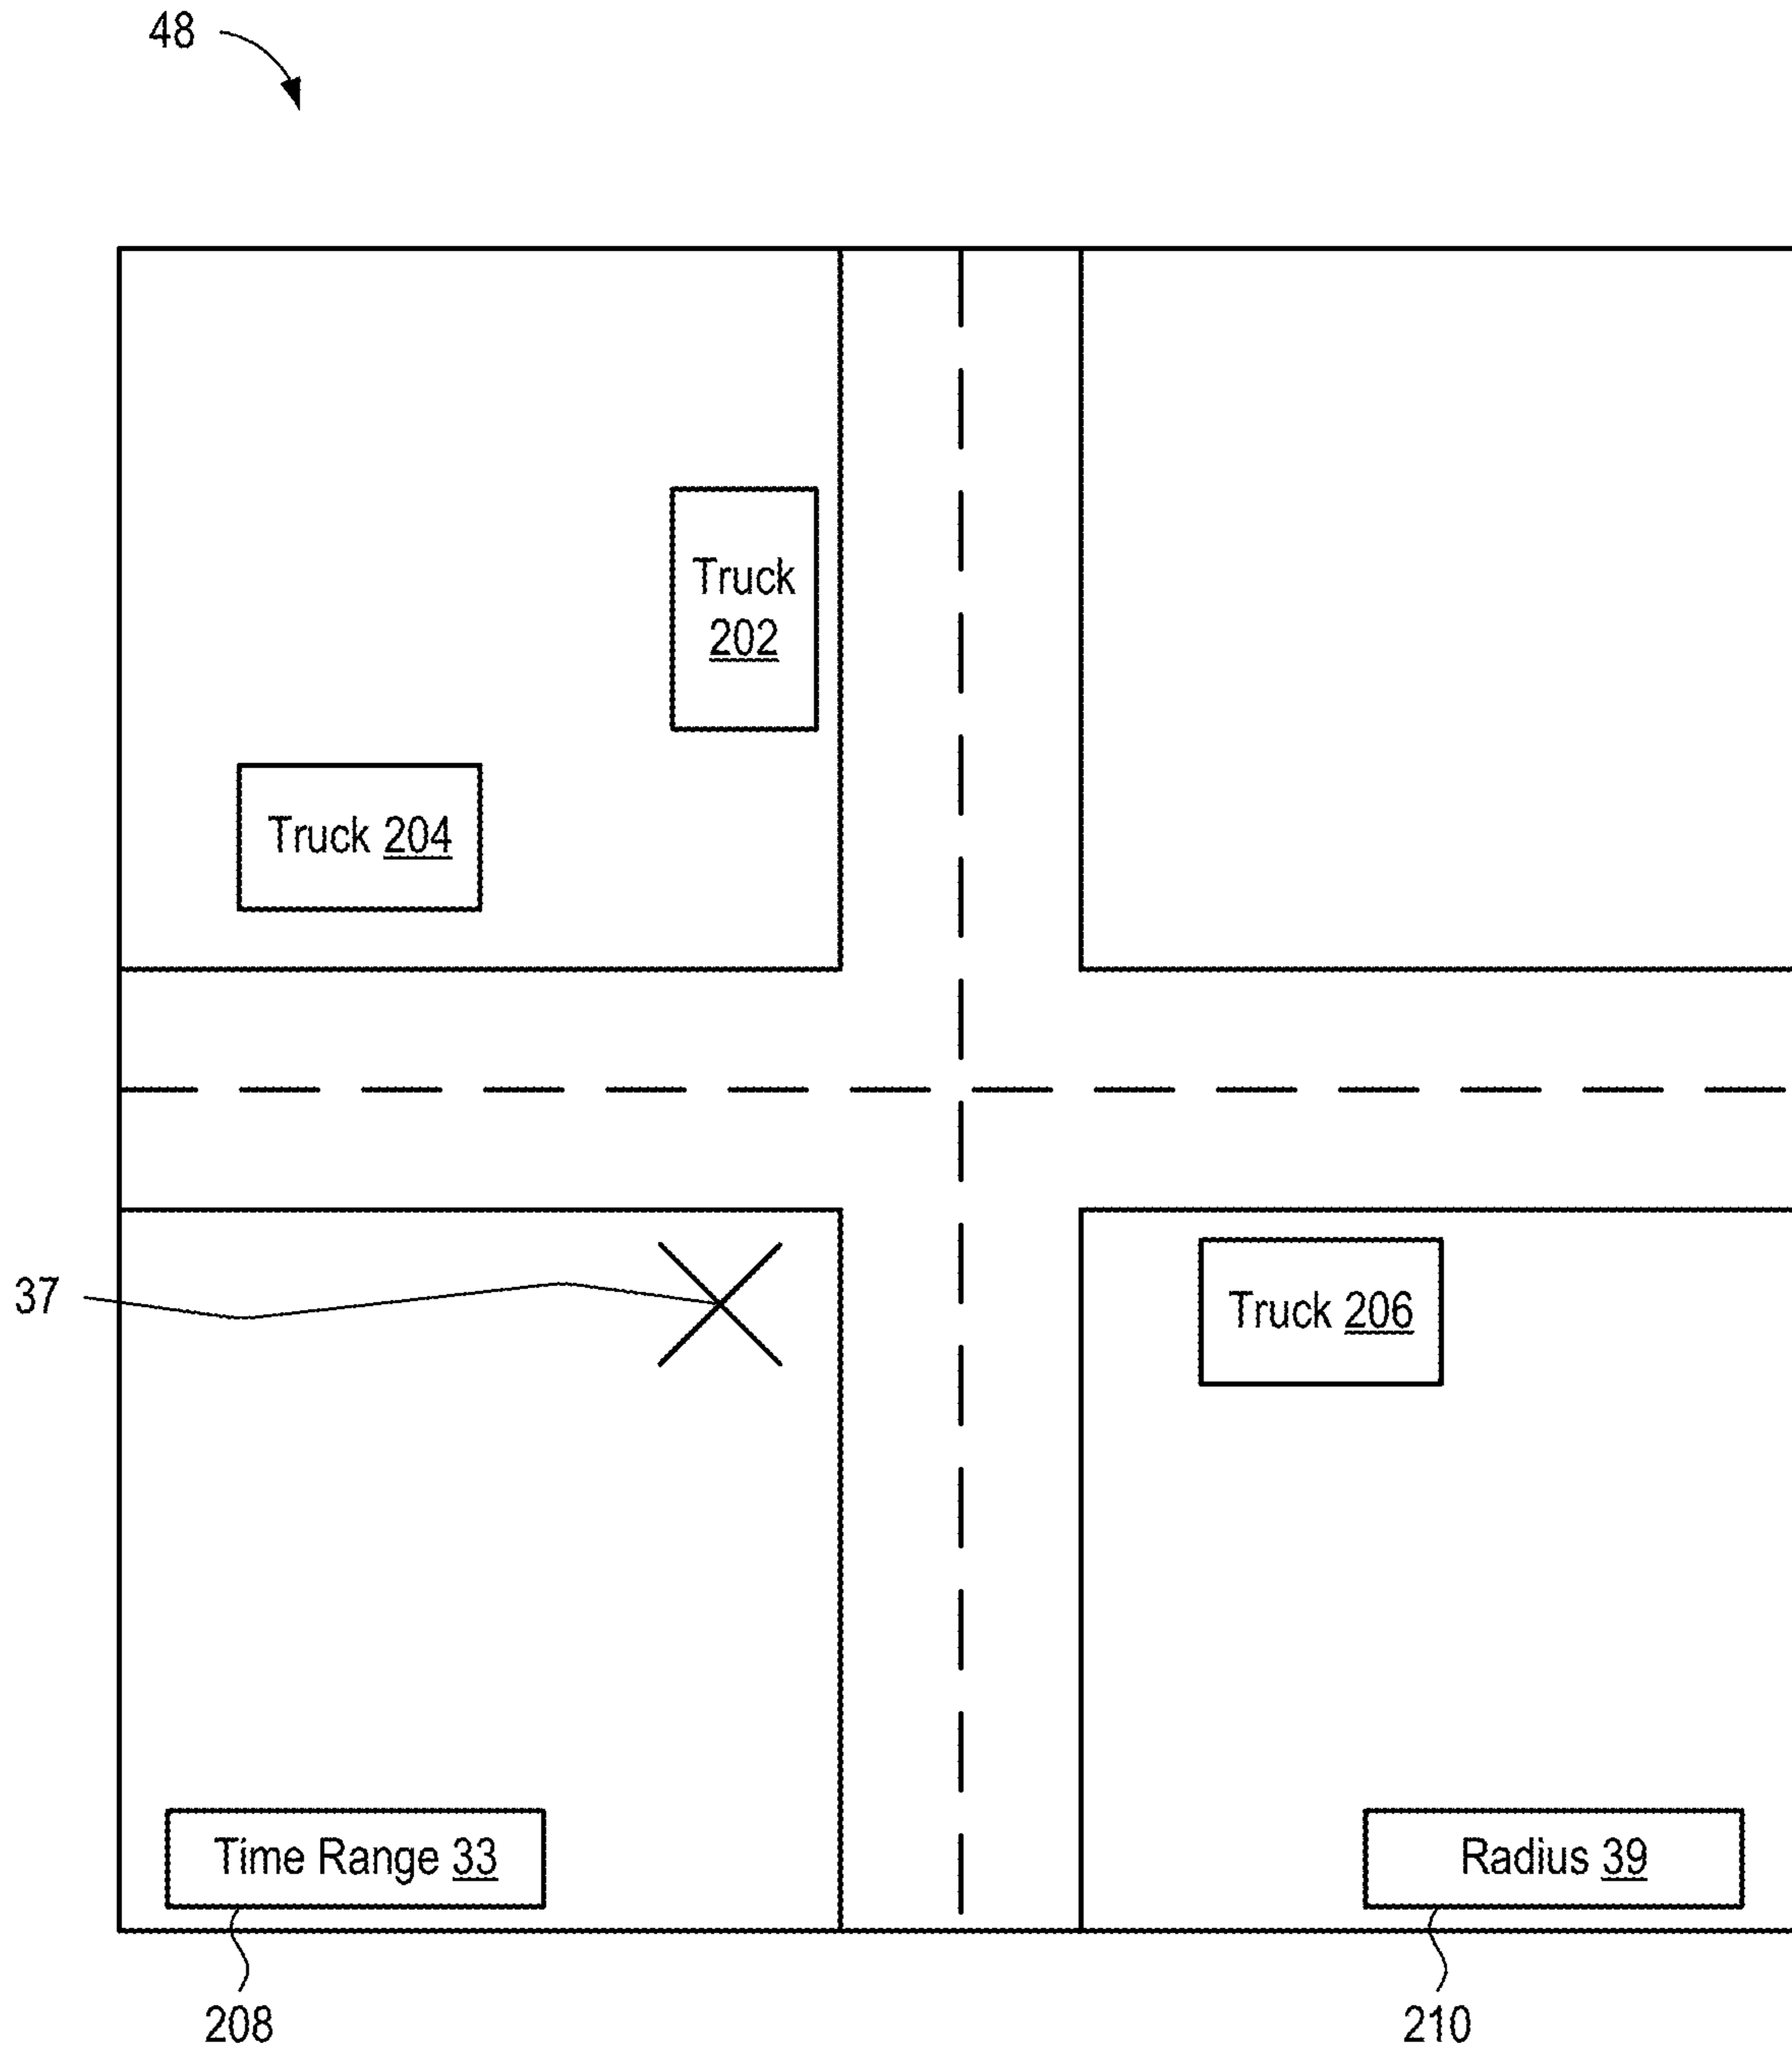 48
Truck
202
Truck 204
37
Truck 206
Time Range 33
Radius 39
208
210